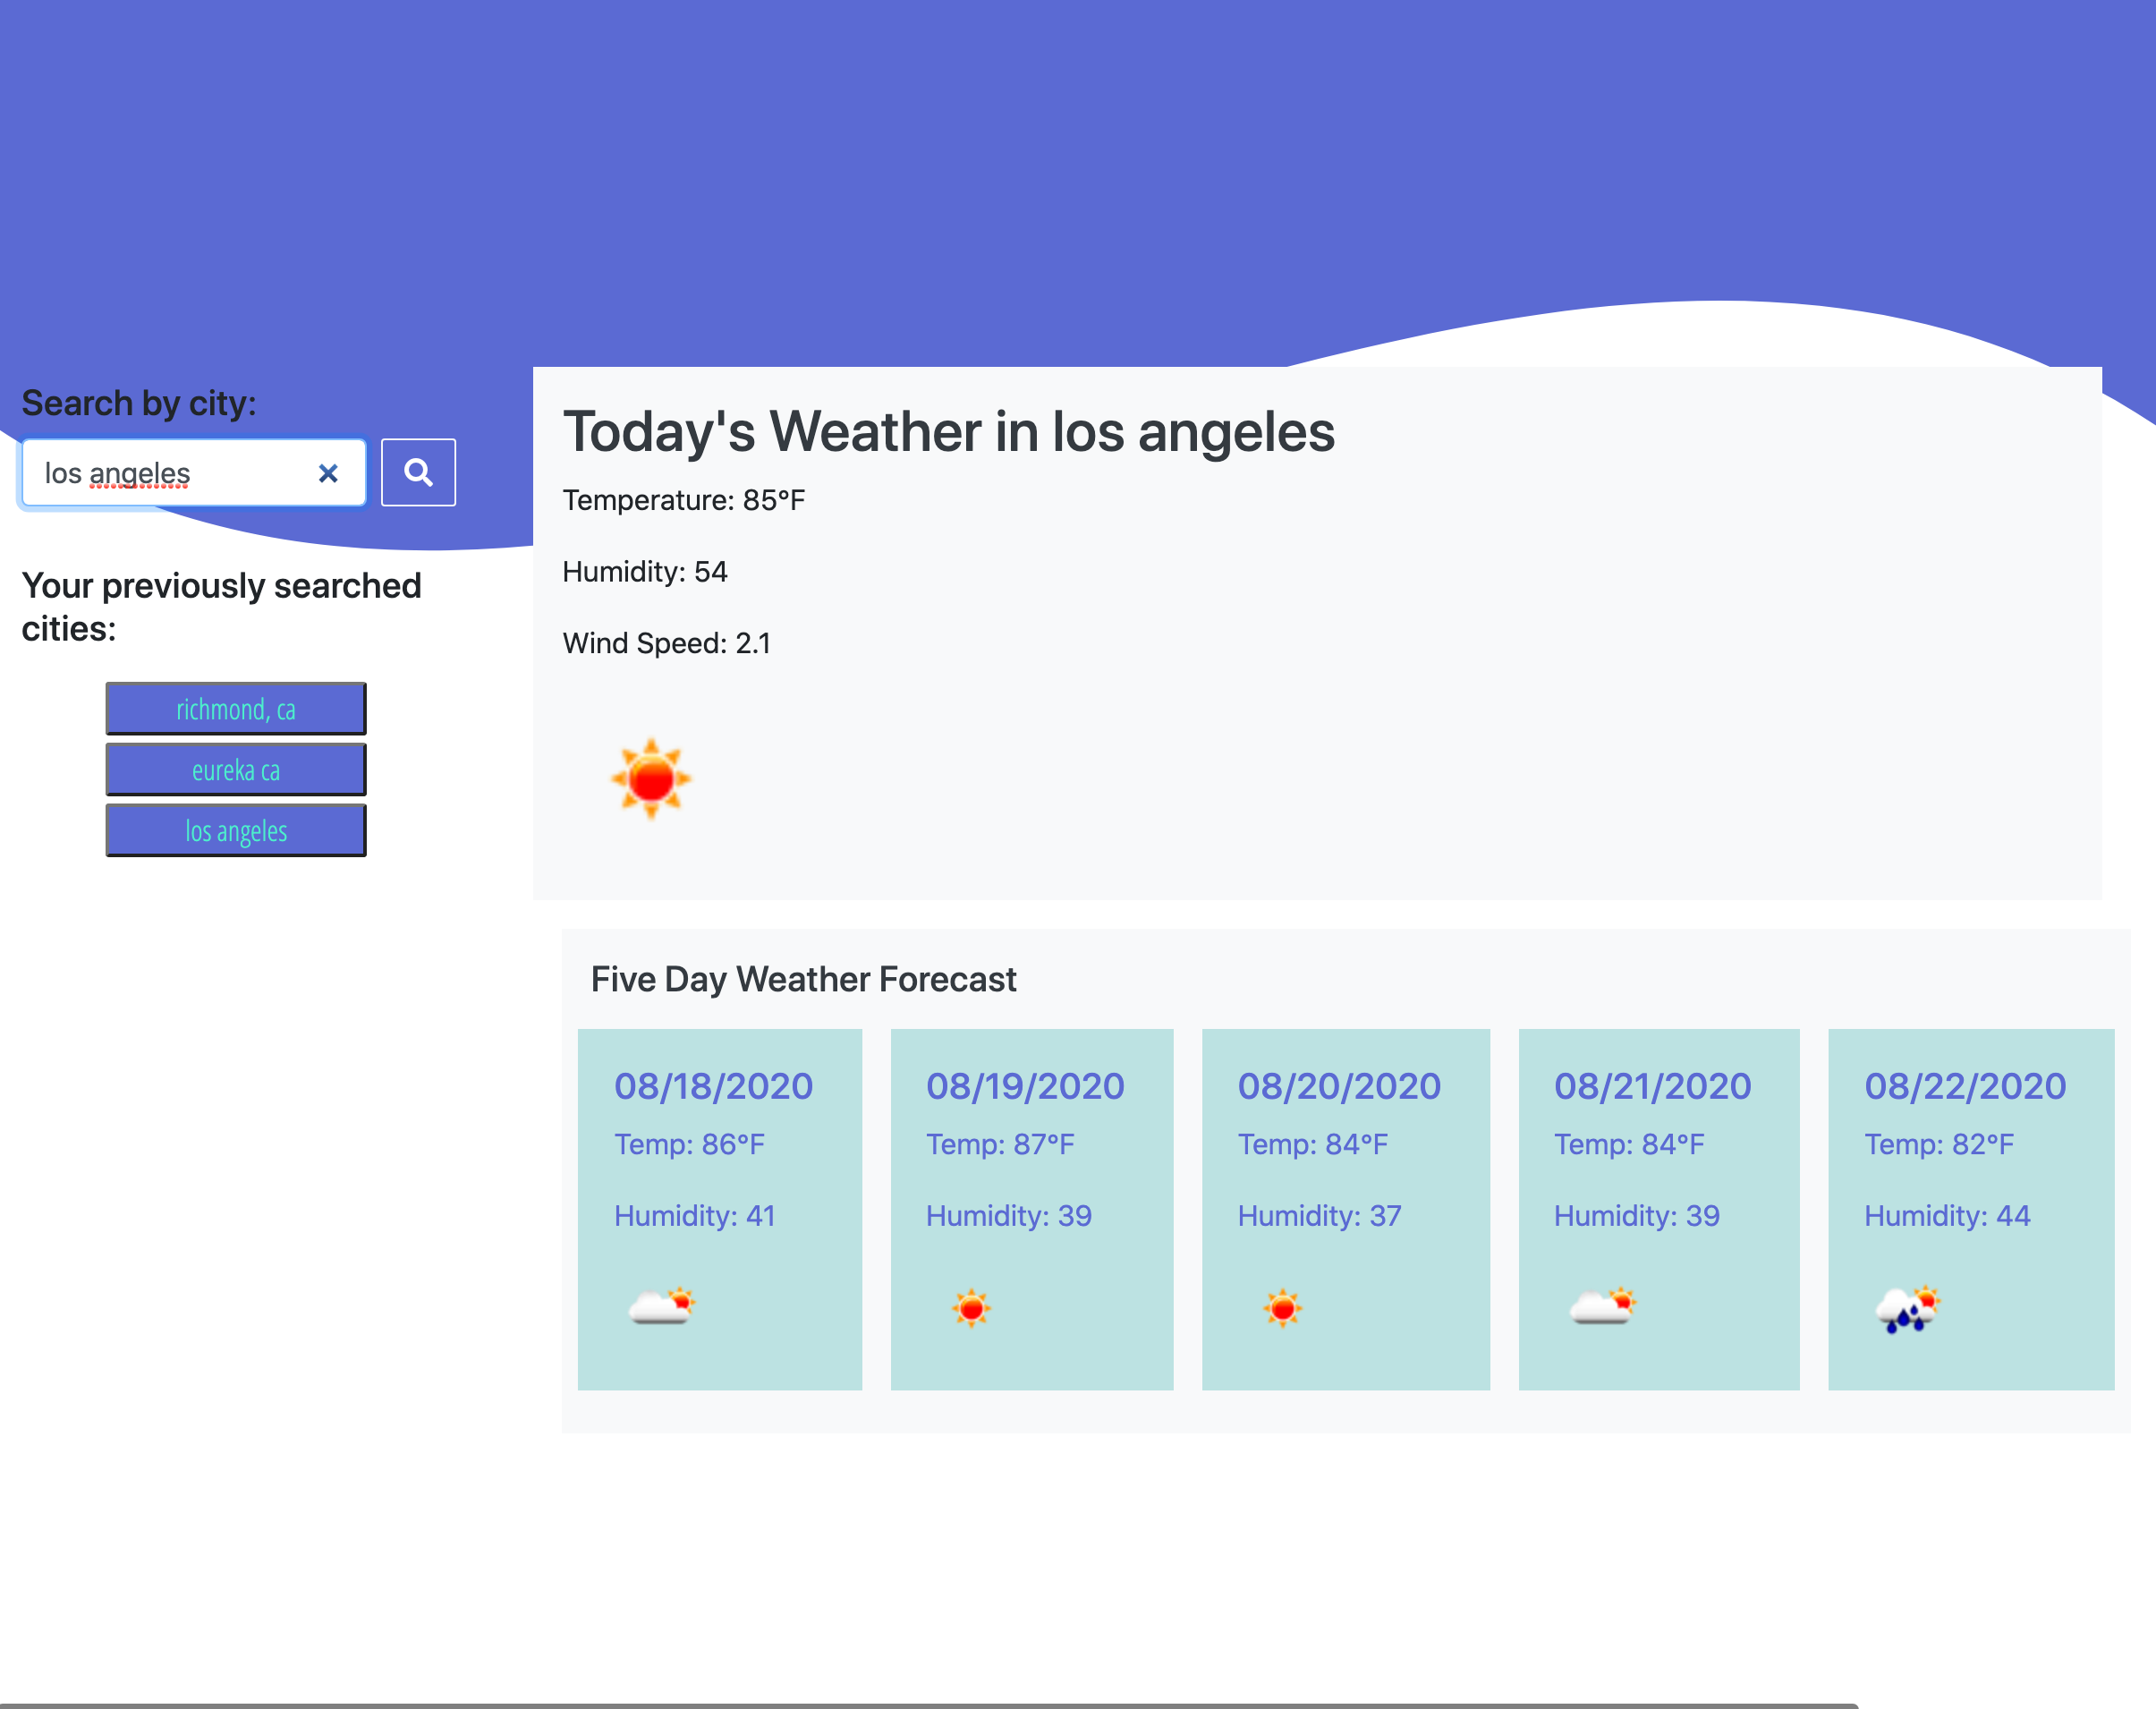 Search by city:
los angeles
Your previously searched
cities:
richmond, ca
eureka ca
los angeles
Today's Weather in los angeles
Temperature: 85°F
Humidity: 54
Wind Speed: 2.1
Five Day Weather Forecast
08/18/2020
Temp: 86°F
Humidity: 41
08/19/2020
Temp: 87°F
Humidity: 39
08/20/2020
Temp: 84°F
Humidity: 37
08/21/2020
Temp: 84°F
Humidity: 39
08/22/2020
Temp: 82°F
Humidity: 44